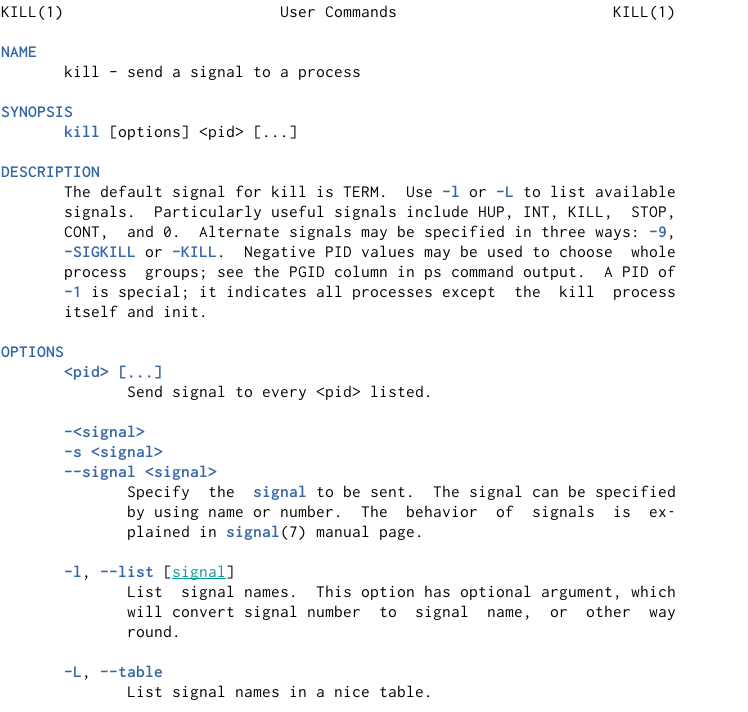 KILL(1) User Commands KILL(1)
NAME
kill - send a signal to a process
SYNOPSIS
kill [options] <pid> [...]
DESCRIPTION
The default signal for kill is TERM. Use -l or -L to list available
signals. Particularly useful signals include HUP, INT, KILL, STOP,
CONT, and 0. Alternate signals may be specified in three ways: -9,
-SIGKILL or -KILL. Negative PID values may be used to choose whole
process groups; see the PGID column in ps command output. A PID of
-1 is special; it indicates all processes except the kill process
itself and init.
OPTIONS
<pid> [...]
Send signal to every <pid> listed.
-<signal>
-s <signal>
--signal <signal>
Specify the signal to be sent. The signal can be specified
by using name or number. The behavior of signals is ex-
plained in signal(7) manual page.
-l, --list [signal]
List signal names. This option has optional argument, which
will convert signal number to signal name, or other way
round.
-L, --table
List signal names in a nice table.